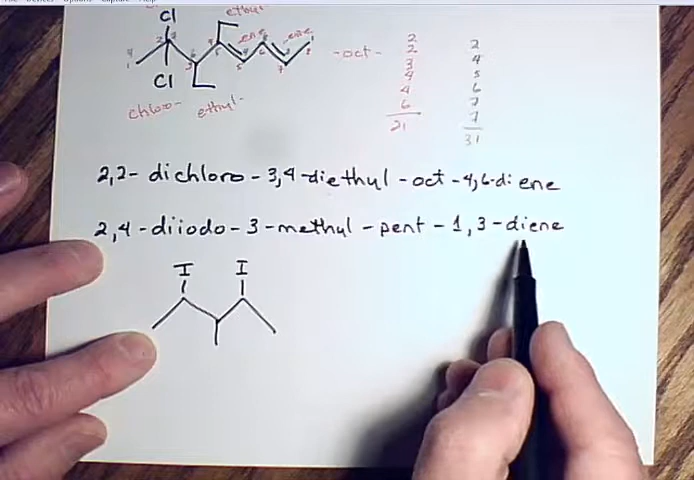 ethyl
Cl
Cl
chloro-
ethyl-
ene
ene
-oct-
2
2
3
4
4
6
21
2
4
5
6
7
7
31
2,2-dichloro-3,4-diethyl-oct-4,6-diene
2,4-diiodo-3-methyl-pent-1,3-diene
I I